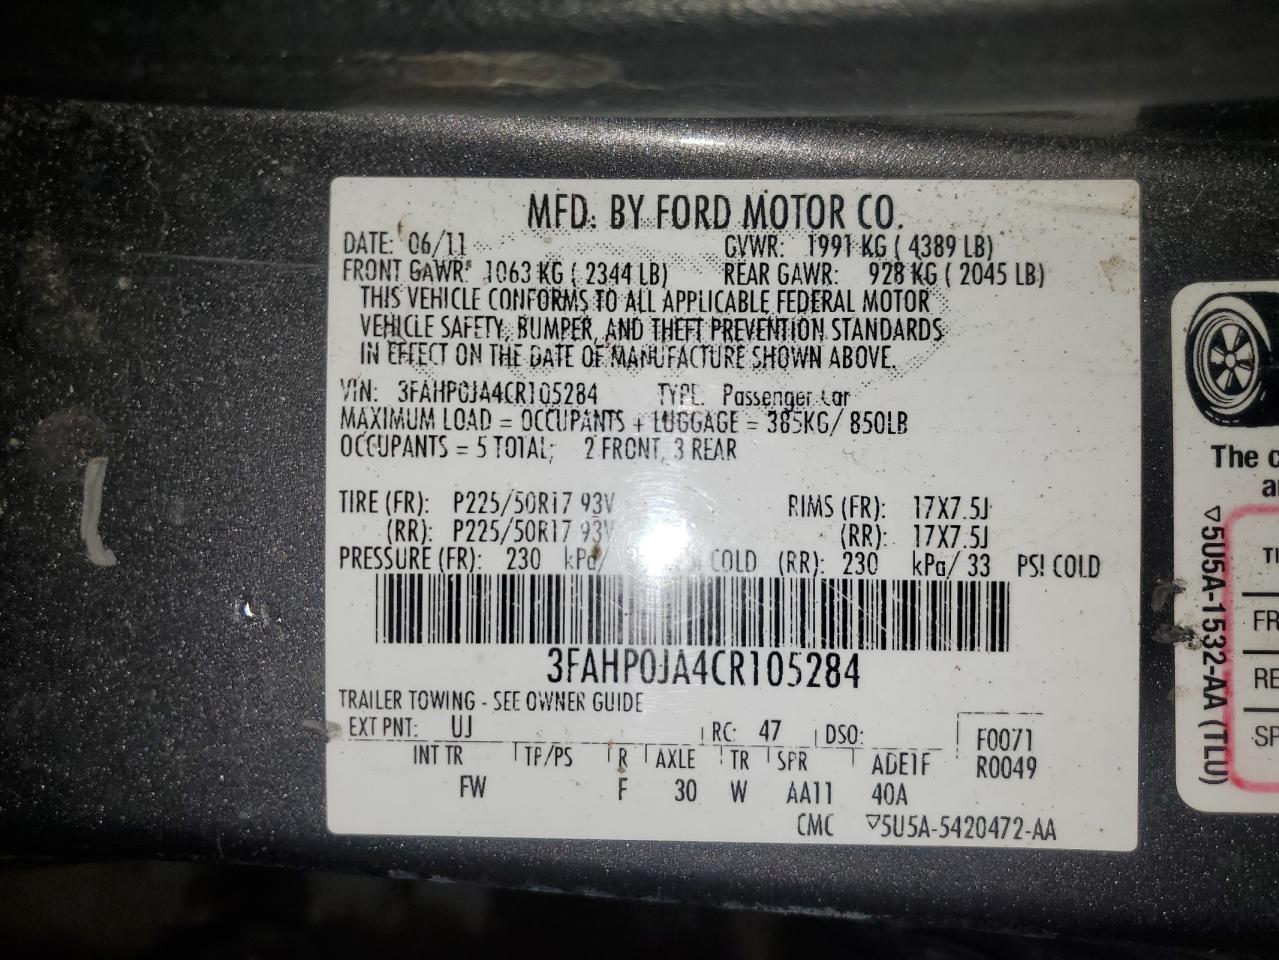 MFD. BY FORD MOTOR CO.
DATE: 06/11 GVWR: 1991 KG ( 4389 LB)
FRONT GAWR: 1063 KG ( 2344 LB) REAR GAWR: 928 KG ( 2045 LB)
THIS VEHICLE CONFORMS TO ALL APPLICABLE FEDERAL MOTOR
VEHICLE SAFETY, BUMPER, AND THEFT PREVENTION STANDARDS
IN EFFECT ON THE DATE OF MANUFACTURE SHOWN ABOVE.
VIN: 3FAHP0JA4CR105284 TYPE: Passenger Car
MAXIMUM LOAD = OCCUPANTS + LUGGAGE = 385KG/ 850LB
OCCUPANTS = 5 TOTAL; 2 FRONT, 3 REAR
TIRE (FR): P225/50R17 93V RIMS (FR): 17X7.5J
(RR): P225/50R17 93V (RR): 17X7.5J
PRESSURE (FR): 230 kPa/ COLD (RR): 230 kPa/ 33 PSI COLD
3FAHP0JA4CR105284
TRAILER TOWING - SEE OWNER GUIDE
EXT PNT: UJ RC: 47 DSO: F0071
INT TR TP/PS R AXLE TR SPR ADE1F R0049
FW F 30 W AA11 40A
CMC ▽5U5A-5420472-AA
The c
a
▽5U5A-1532-AA (TLU)
TI
FR
RE
SP